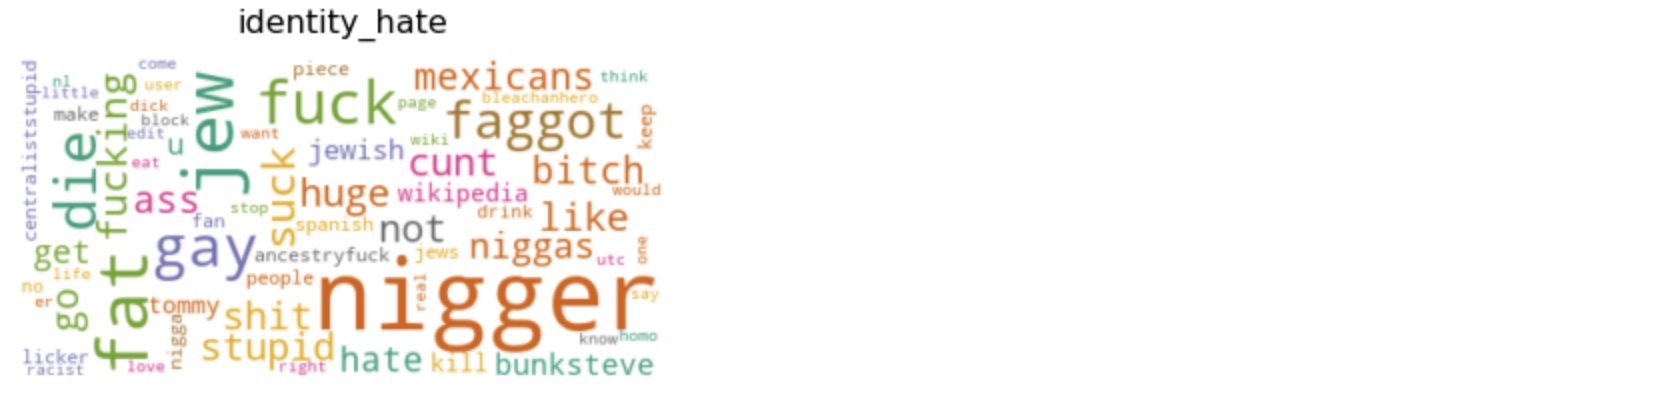 identity_hate
centraliststupid
nl
little
come
user
make
dick
block
edit
u
eat
die
fucking
jew
want
fuck
piece
page
mexicans
think
bleachanhero
faggot
keep
wiki
jewish
cunt
bitch
would
ass
suck
huge
wikipedia
stop
fan
spanish
not
drink
like
get
gay
ancestryfuck
jews
niggas
utc
one
life
no
er
go
fat
people
nigger
real
say
tommy
nigga
shit
stupid
know
homo
licker
racist
love
right
hate
kill
bunksteve